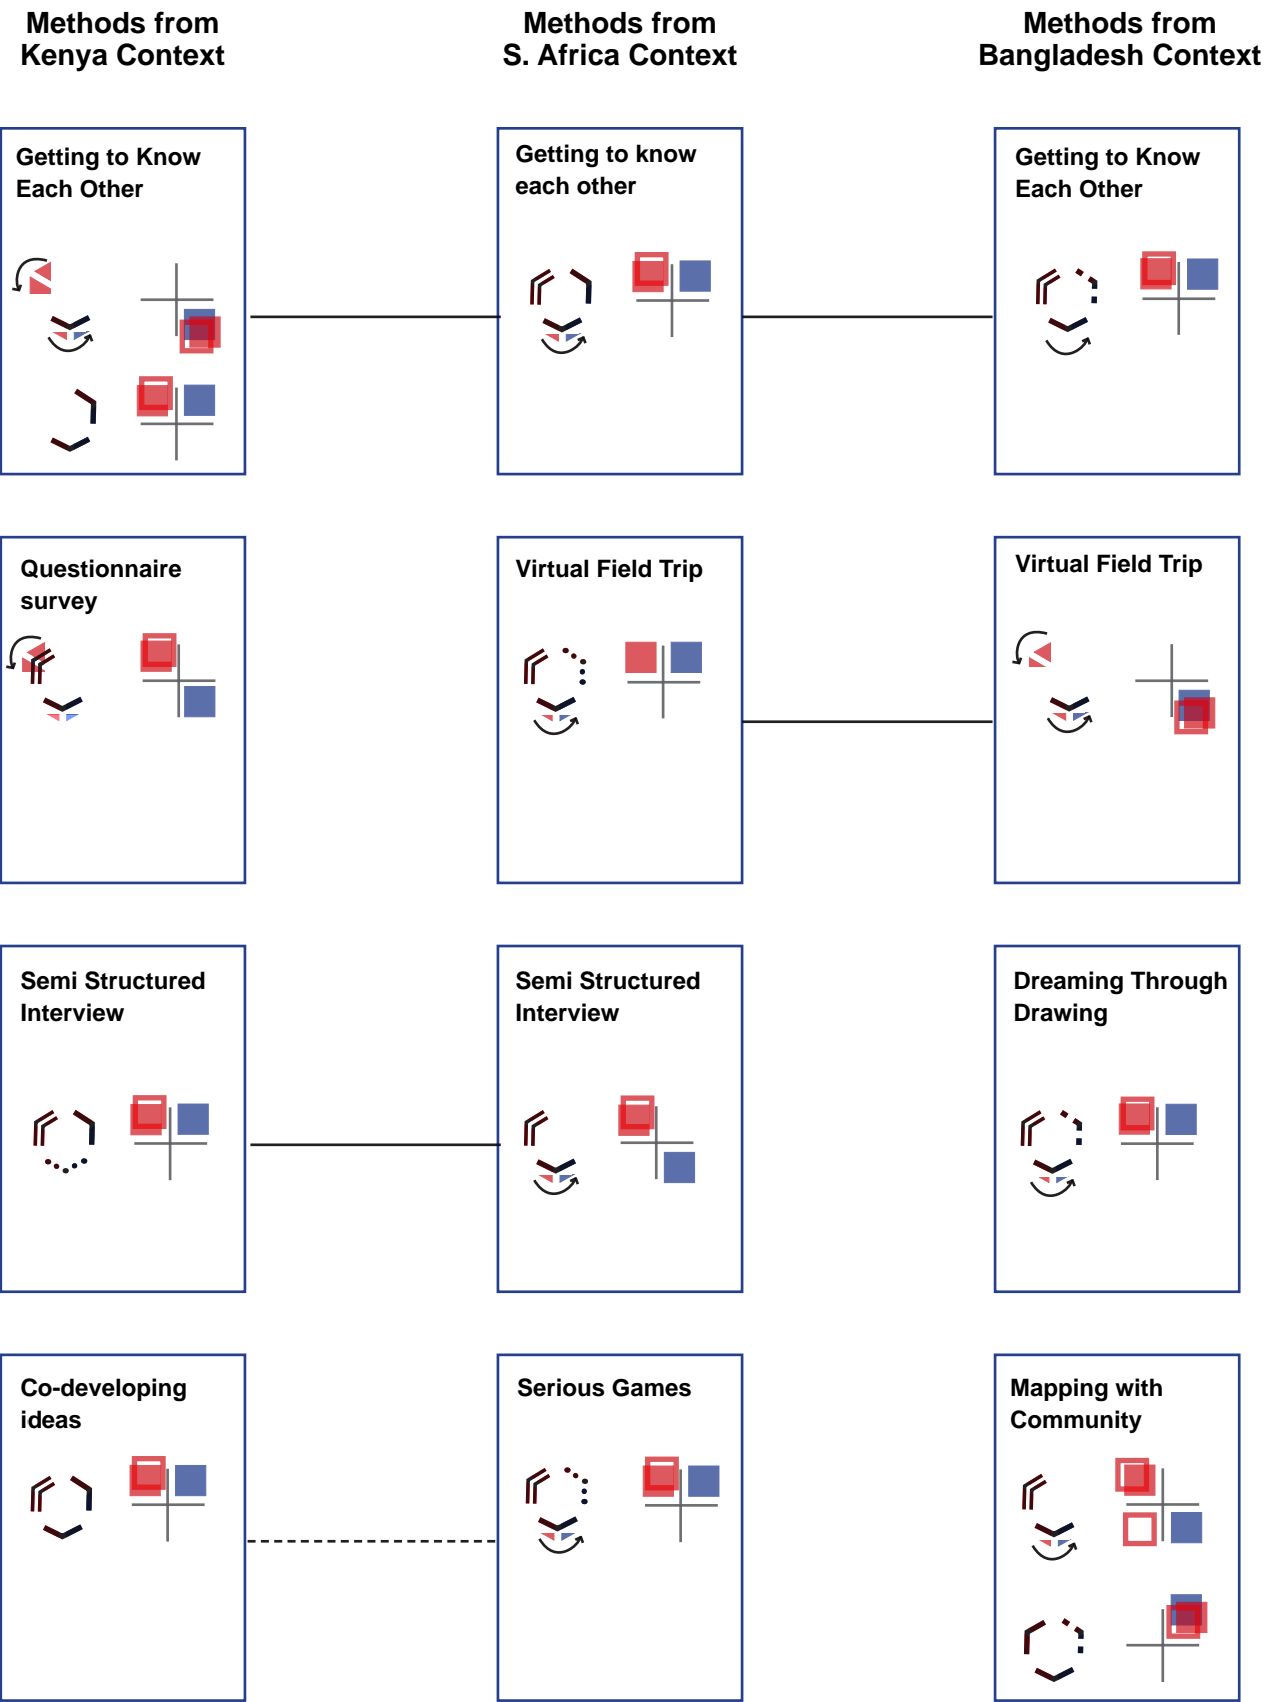 Methods from
Kenya Context
Methods from
S. Africa Context
Methods from
Bangladesh Context
Getting to Know
Each Other
Getting to know
each other
Getting to Know
Each Other
Questionnaire
survey
Virtual Field Trip
Virtual Field Trip
Semi Structured
Interview
Semi Structured
Interview
Dreaming Through
Drawing
Co-developing
ideas
Serious Games
Mapping with
Community